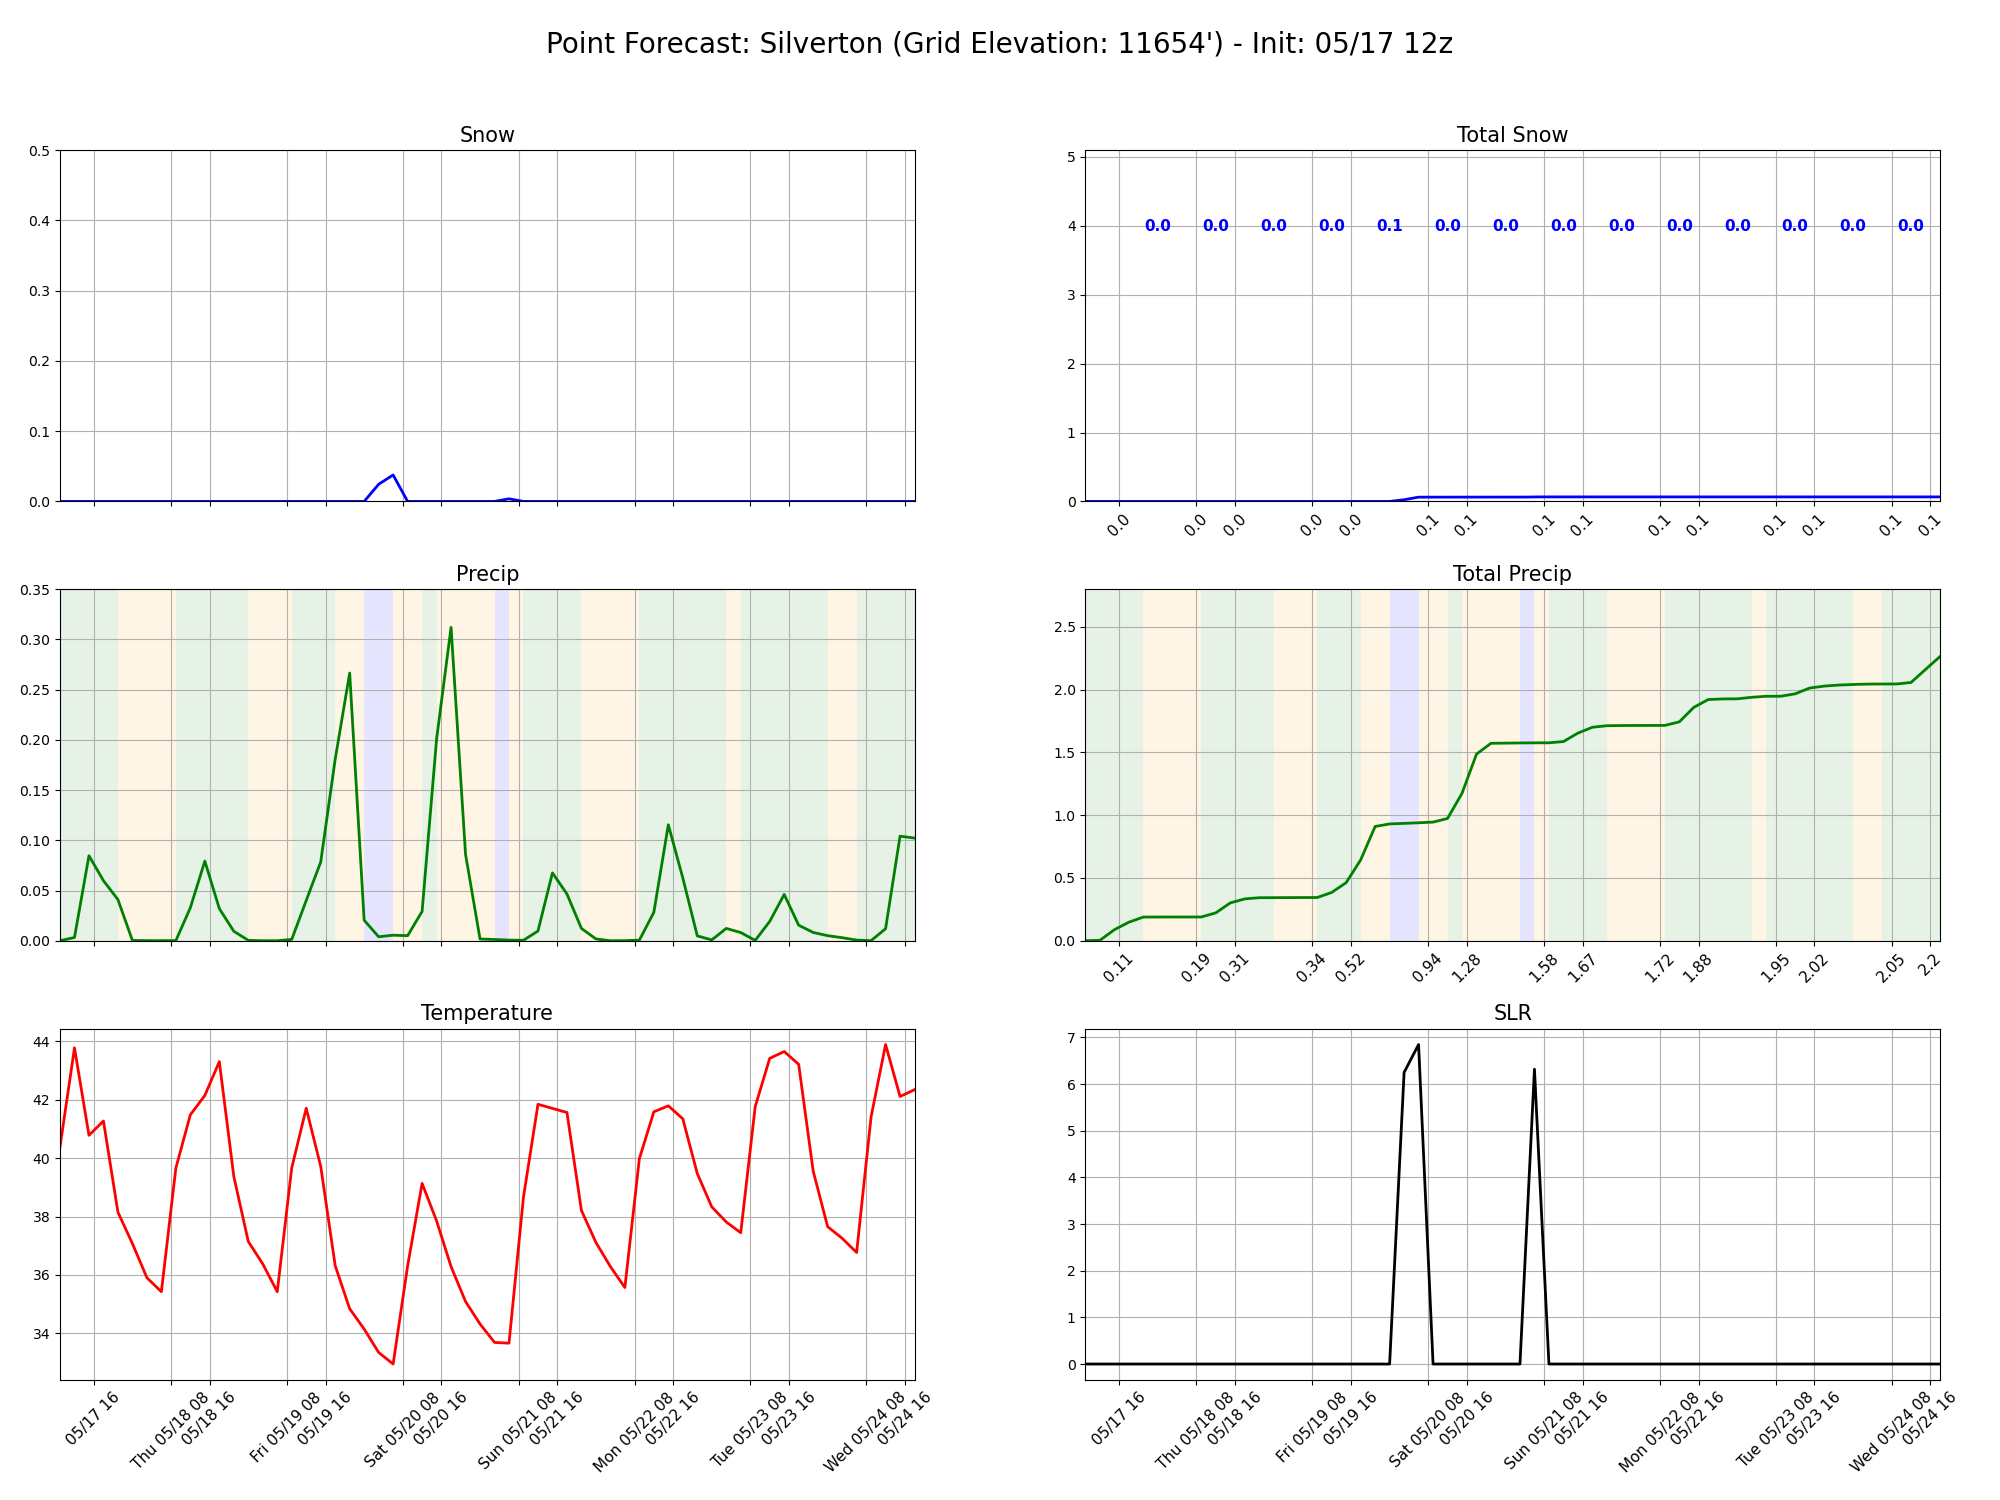 Point Forecast: Silverton (Grid Elevation: 11654') - Init: 05/17 12z
Snow
0.5
0.4
0.3
0.2
0.1
0.0
Total Snow
5
4
3
2
1
0
0.0 0.0 0.0 0.0 0.1 0.0 0.0 0.0 0.0 0.0 0.0 0.0 0.0 0.0
0.0 0.0 0.0 0.0 0.0 0.1 0.1 0.1 0.1 0.1 0.1 0.1 0.1 0.1 0.1
Precip
0.35
0.30
0.25
0.20
0.15
0.10
0.05
0.00
Total Precip
2.5
2.0
1.5
1.0
0.5
0.0
0.11 0.19 0.31 0.34 0.52 0.94 1.28 1.58 1.67 1.72 1.88 1.95 2.02 2.05 2.2
Temperature
44
42
40
38
36
34
05/17 16
Thu 05/18 08
05/18 16
Fri 05/19 08
05/19 16
Sat 05/20 08
05/20 16
Sun 05/21 08
05/21 16
Mon 05/22 08
05/22 16
Tue 05/23 08
05/23 16
Wed 05/24 08
05/24 16
SLR
7
6
5
4
3
2
1
0
05/17 16
Thu 05/18 08
05/18 16
Fri 05/19 08
05/19 16
Sat 05/20 08
05/20 16
Sun 05/21 08
05/21 16
Mon 05/22 08
05/22 16
Tue 05/23 08
05/23 16
Wed 05/24 08
05/24 16